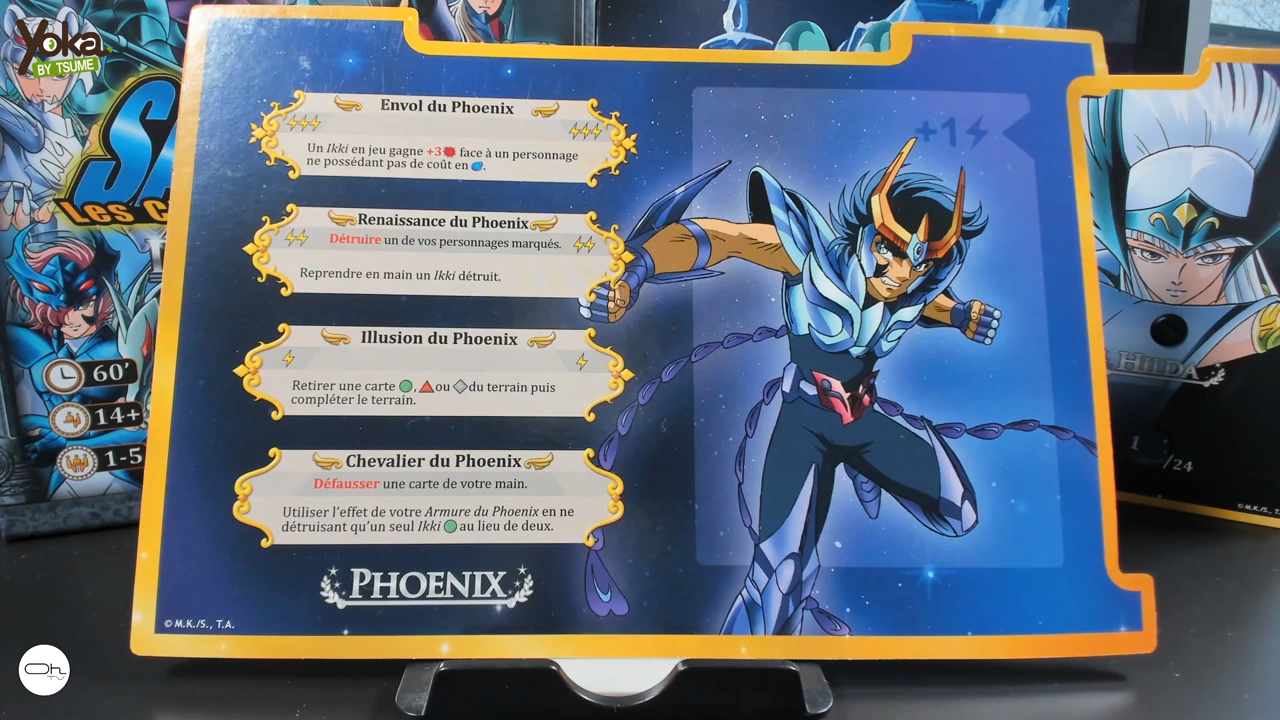 Yoka
BY TSUME
Envol du Phoenix
Un Ikki en jeu gagne +3 face à un personnage
ne possédant pas de coût en .
Renaissance du Phoenix
Détruire un de vos personnages marqués.
Reprendre en main un Ikki détruit.
Illusion du Phoenix
Retirer une carte , ou du terrain puis
compléter le terrain.
Chevalier du Phoenix
Défausser une carte de votre main.
Utiliser l'effet de votre Armure du Phoenix en ne
détruisant qu'un seul Ikki au lieu de deux.
PHOENIX
© M.K./S., T.A.
+1
60'
14+
1-5
HILDA
1
/24